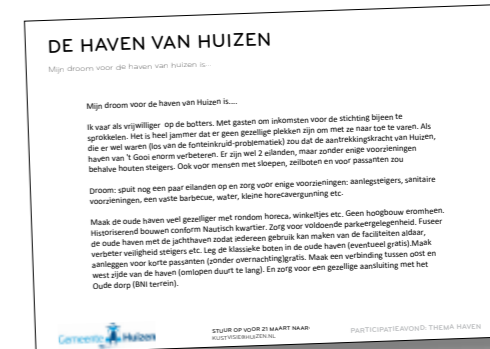 DE HAVEN VAN HUIZEN
Mijn droom voor de haven van huizen is...
Mijn droom voor de haven van Huizen is....
Ik vaar als vrijwilliger op de botters. Met gasten om inkomsten voor de stichting bijeen te
sprokkelen. Het is heel jammer dat er geen gezellige plekken zijn om met ze naar toe te varen. Als
die er wel waren (los van de fonteinkruid-problematiek) zou dat de aantrekkingskracht van Huizen,
haven van 't Gooi enorm verbeteren. Er zijn wel 2 eilanden, maar zonder enige voorzieningen
behalve houten steigers. Ook voor mensen met sloepen, zeilboten en voor passanten zou
Droom: spuit nog een paar eilanden op en zorg voor enige voorzieningen: aanlegsteigers, sanitaire
voorzieningen, een vaste barbecue, water, kleine horecavergunning etc.
Maak de oude haven veel gezelliger met rondom horeca, winkeltjes etc. Geen hoogbouw eromheen.
Historiserend bouwen conform Nautisch kwartier. Zorg voor voldoende parkeergelegenheid. Fuseer
de oude haven met de jachthaven zodat iedereen gebruik kan maken van de faciliteiten aldaar,
verbeter veiligheid steigers etc. Leg de klassieke boten in de oude haven (eventueel gratis).Maak
aanleggen voor korte passanten (zonder overnachting)gratis. Maak een verbinding tussen oost en
west zijde van de haven (omlopen duurt te lang). En zorg voor een gezellige aansluiting met het
Oude dorp (BNI terrein).
Gemeente Huizen
STUUR OP VOOR 21 MAART NAAR:
KUSTVISIE@HUIZEN.NL
PARTICIPATIEAVOND: THEMA HAVEN